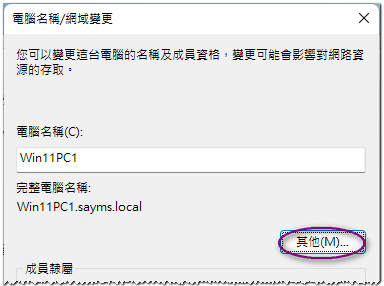 電腦名稱/網域變更
您可以變更這台電腦的名稱及成員資格，變更可能會影響對網路資
源的存取。
電腦名稱(C):
Win11PC1
完整電腦名稱:
Win11PC1.sayms.local
其他(M)...
成員隸屬